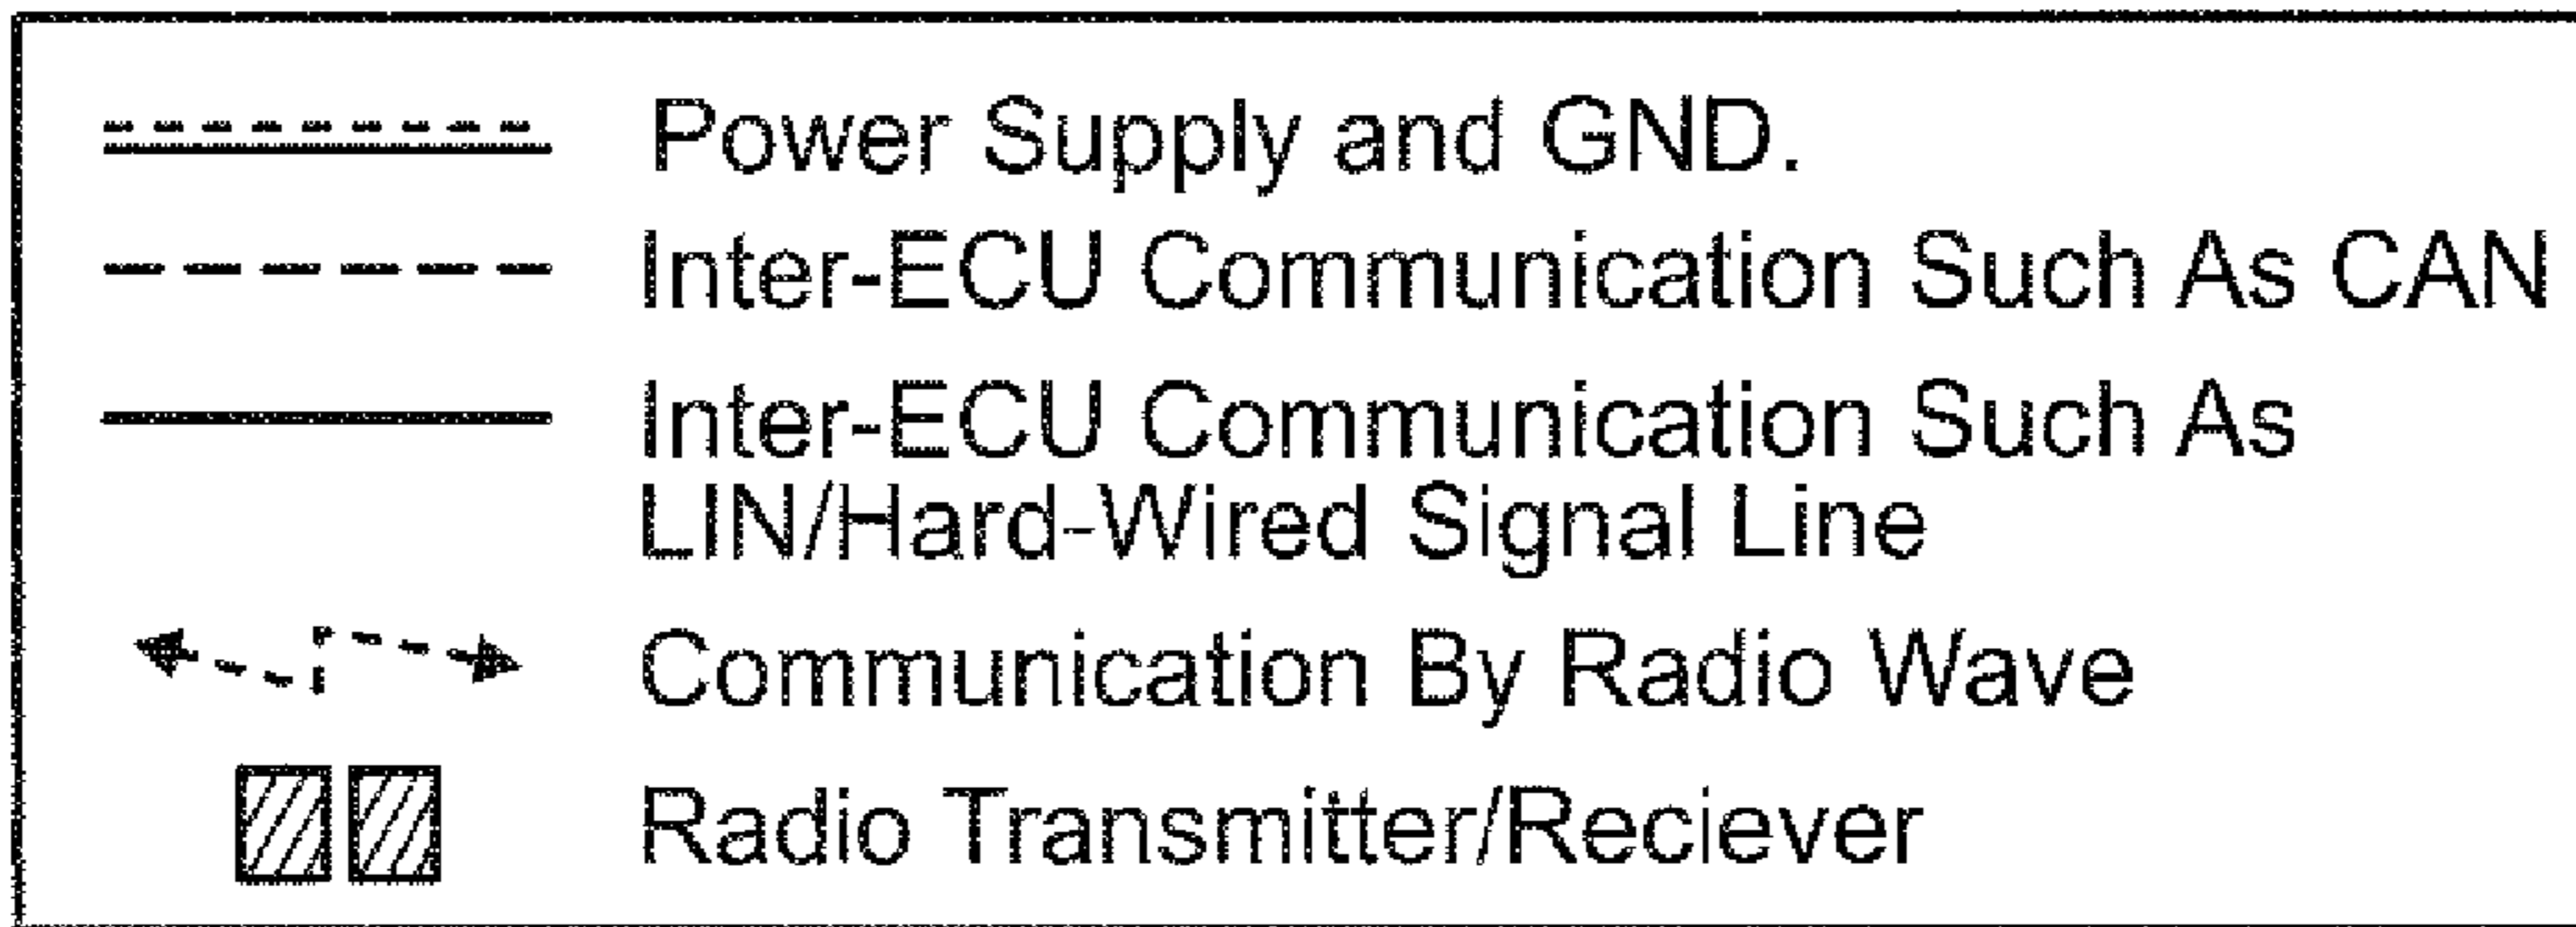 Power Supply and GND.
Inter-ECU Communication Such As CAN
Inter-ECU Communication Such As
LIN/Hard-Wired Signal Line
Communication By Radio Wave
Radio Transmitter/Reciever